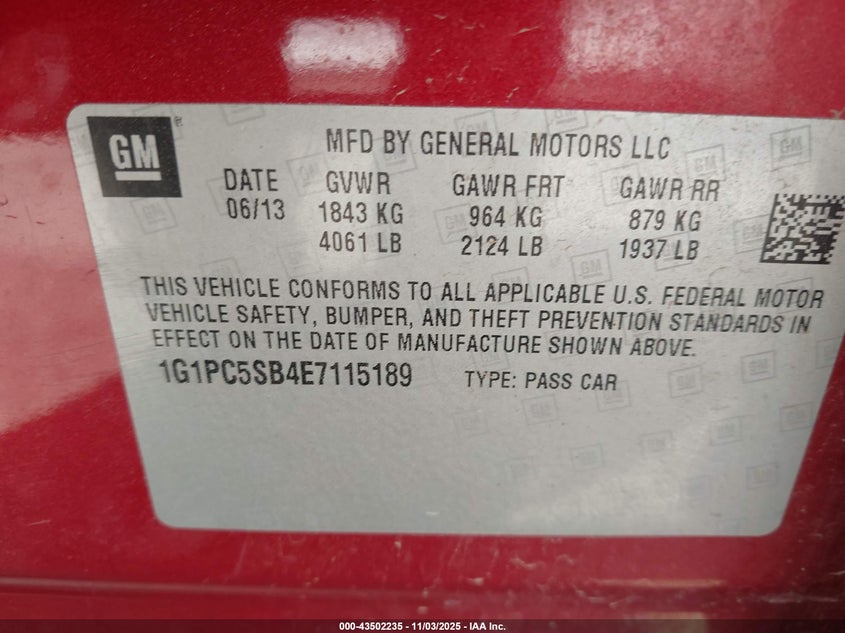 GM
MFD BY GENERAL MOTORS LLC
DATE GVWR GAWR FRT GAWR RR
06/13 1843 KG 964 KG 879 KG
4061 LB 2124 LB 1937 LB
THIS VEHICLE CONFORMS TO ALL APPLICABLE U.S. FEDERAL MOTOR
VEHICLE SAFETY, BUMPER, AND THEFT PREVENTION STANDARDS IN
EFFECT ON THE DATE OF MANUFACTURE SHOWN ABOVE.
1G1PC5SB4E7115189 TYPE: PASS CAR
000-43502235 - 11/03/2025 - IAA Inc.